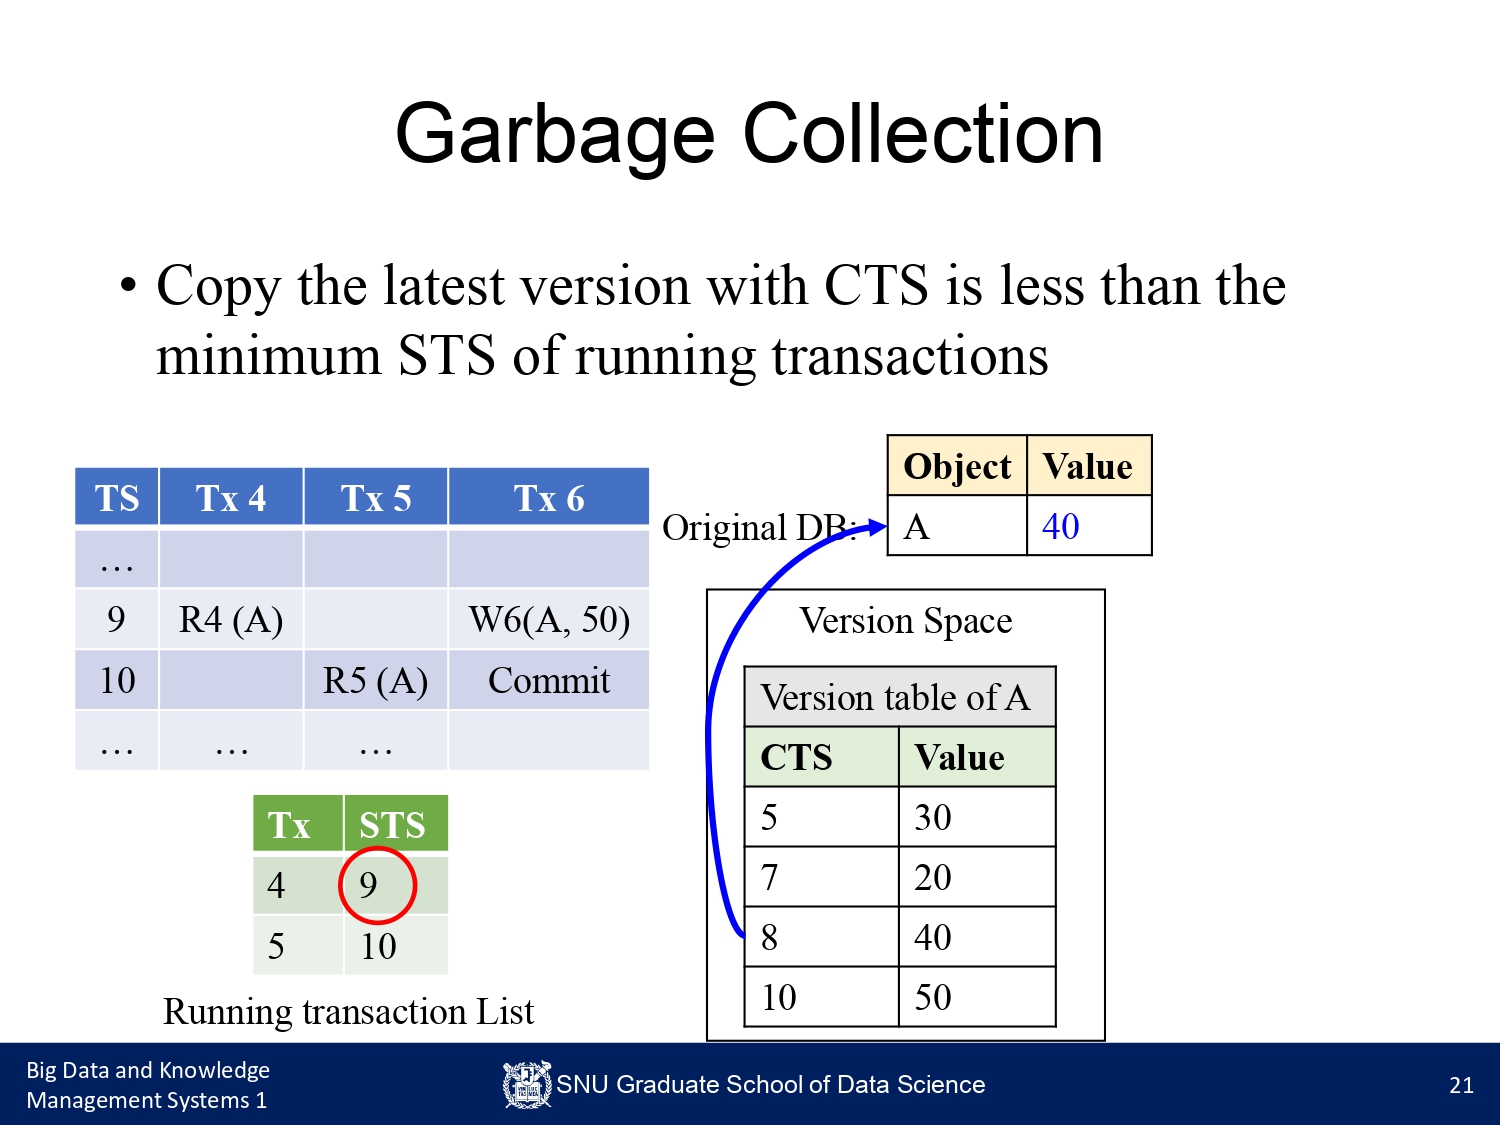 Garbage Collection
• Copy the latest version with CTS is less than the
minimum STS of running transactions
TS Tx 4 Tx 5 Tx 6
…
9 R4 (A) W6(A, 50)
10 R5 (A) Commit
… … …
Tx STS
4 9
5 10
Running transaction List
Object Value
Original DB: A 40
Version Space
Version table of A
CTS Value
5 30
7 20
8 40
10 50
Big Data and Knowledge
Management Systems 1
SNU Graduate School of Data Science
21